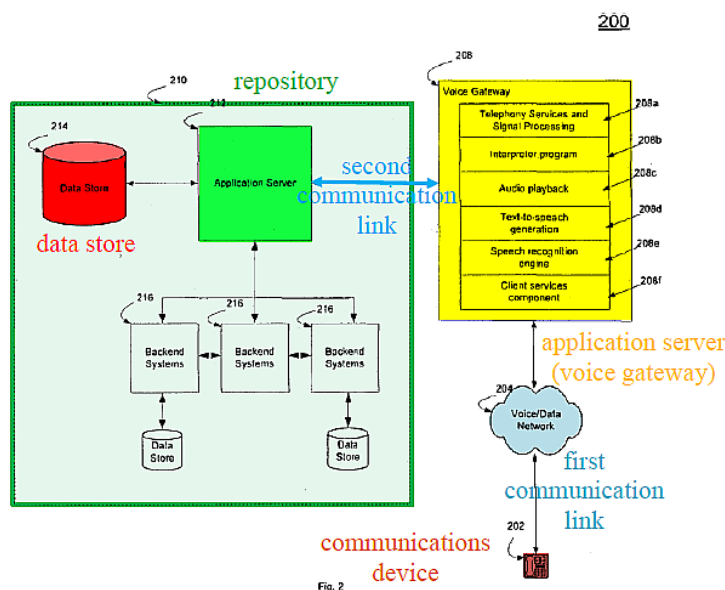 200
208
Voice Gateway
Telephony Services and
Signal Processing
208a
Interpreter program
208b
Audio playback
208c
Text-to-speech
generation
208d
Speech recognition
engine
208e
Client services
component
208f
210
repository
212
214
Data Store
data store
Application Server
second
communication
link
216
216
216
Backend
Systems
Backend
Systems
Backend
Systems
Data
Store
Data
Store
application server
(voice gateway)
204
Voice/Data
Network
first
communication
link
communications
device
202
Fig. 2